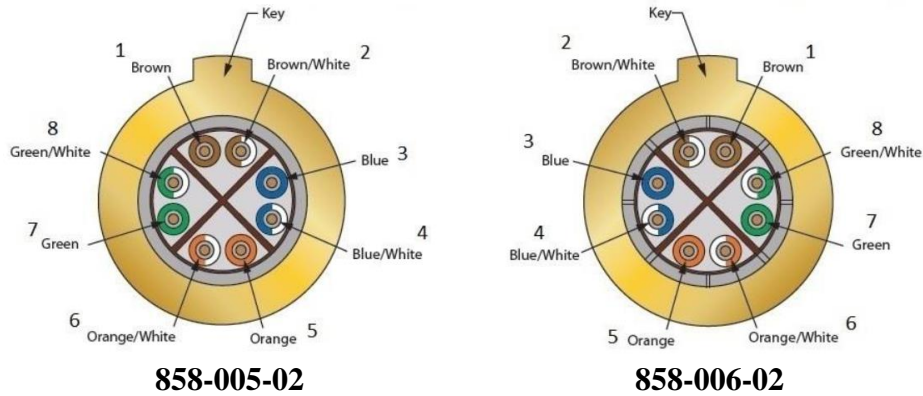 Key
1
Brown
2
Brown/White
8
Green/White
3
Blue
7
Green
4
Blue/White
6
Orange/White
5
Orange
858-005-02
Key
2
Brown/White
1
Brown
3
Blue
8
Green/White
4
Blue/White
7
Green
5
Orange
6
Orange/White
858-006-02